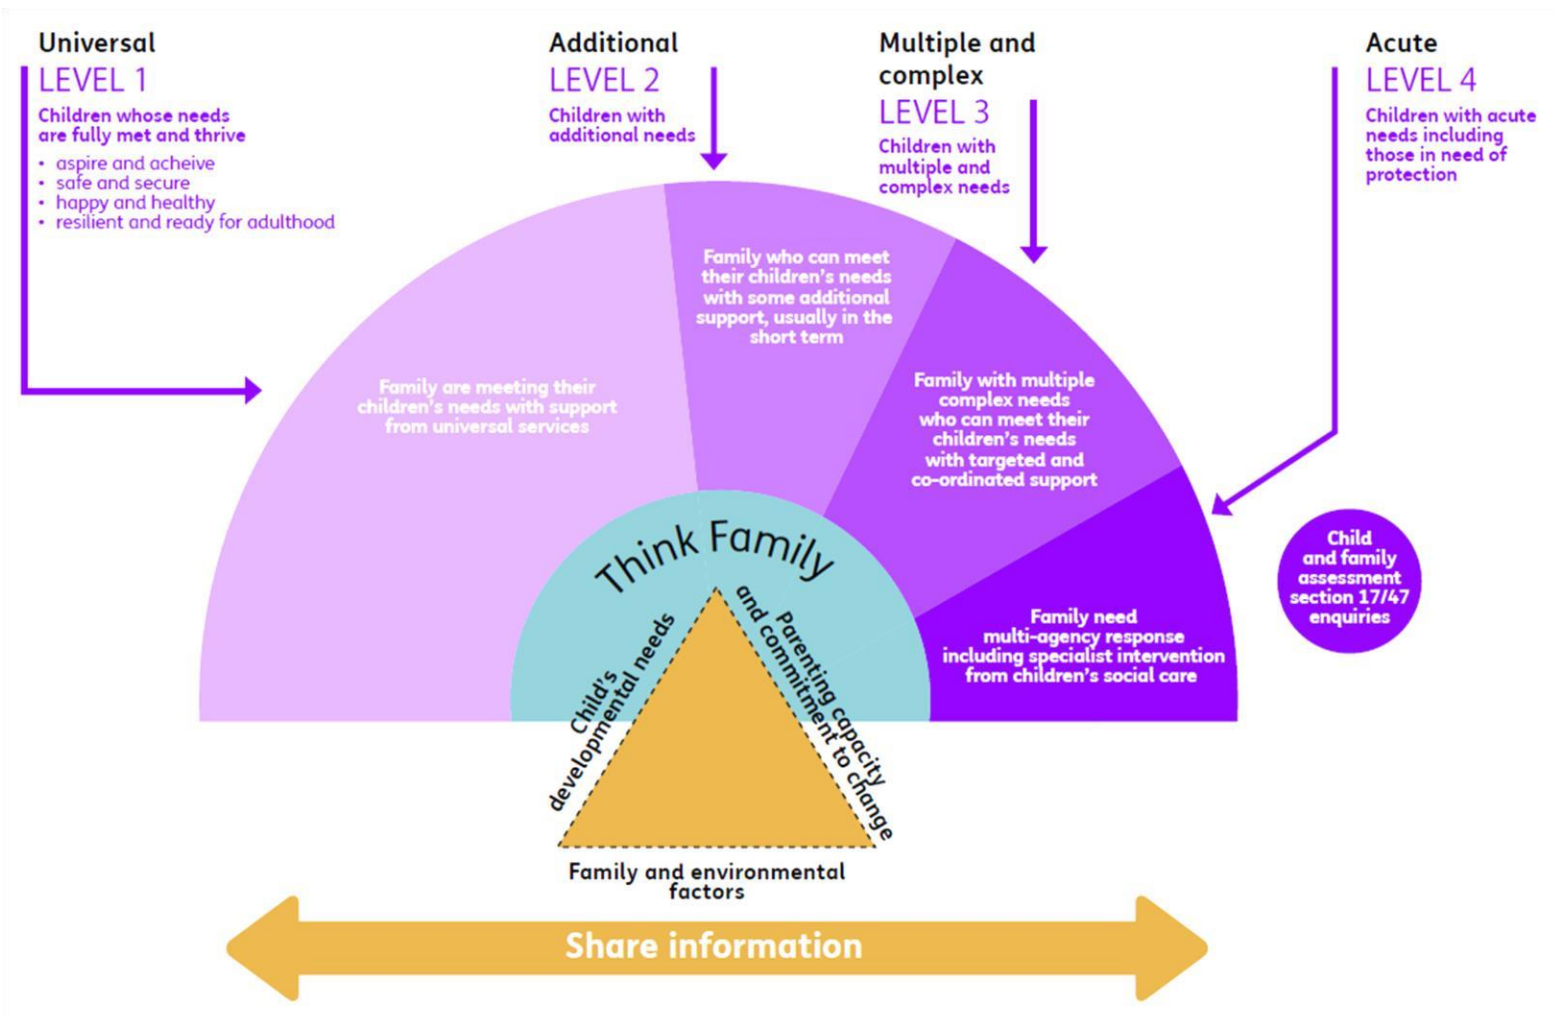 Universal
LEVEL 1
Children whose needs
are fully met and thrive
• aspire and acheive
• safe and secure
• happy and healthy
• resilient and ready for adulthood
Additional
LEVEL 2
Children with
additional needs
Multiple and
complex
LEVEL 3
Children with
multiple and
complex needs
Acute
LEVEL 4
Children with acute
needs including
those in need of
protection
Family are meeting their
children's needs with support
from universal services
Family who can meet
their children's needs
with some additional
support, usually in the
short term
Family with multiple
complex needs
who can meet their
children's needs
with targeted and
co-ordinated support
Family need
multi-agency response
including specialist intervention
from children's social care
Child
and family
assessment
section 17/47
enquiries
Think Family
Child's
developmental needs
Parenting capacity
and commitment to change
Family and environmental
factors
Share information